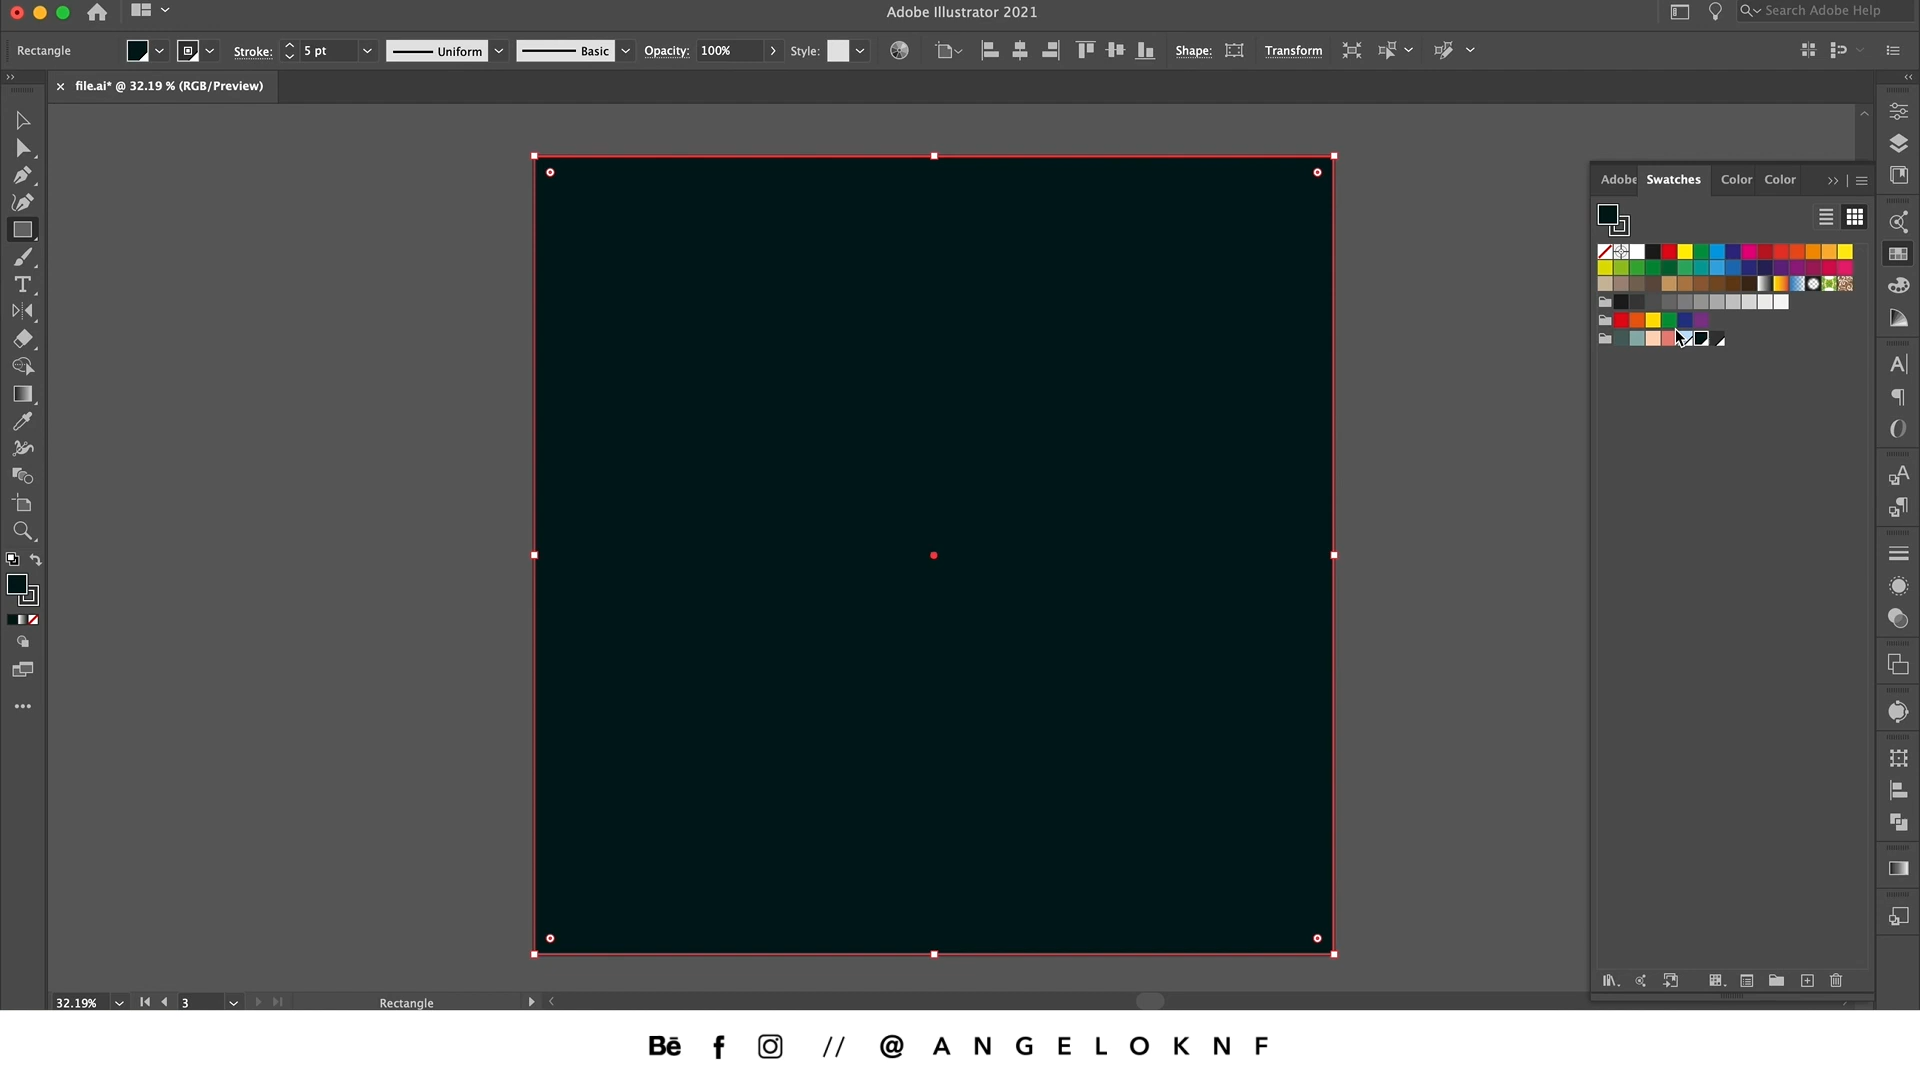 Adobe Illustrator 2021
Search Adobe Help
Rectangle
Stroke:
5 pt
Uniform
Basic
Opacity:
100%
Style:
Shape:
Transform
file.ai* @ 32.19 % (RGB/Preview)
Adobe
Swatches
Color
Color
32.19%
3
Rectangle
Bē f // @ANGELOKNF